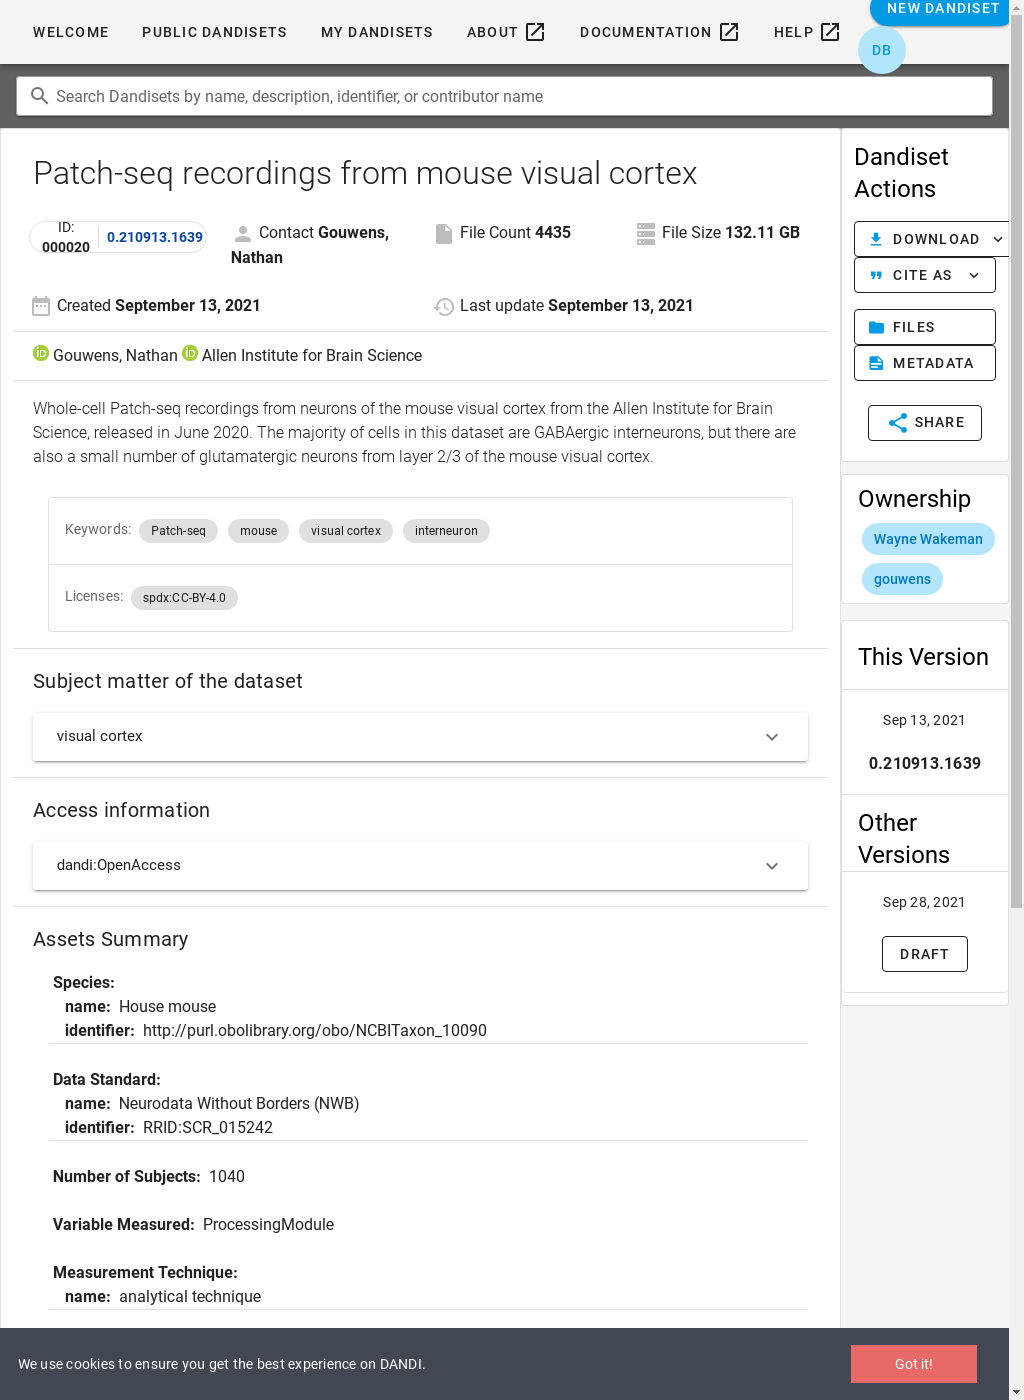 WELCOME PUBLIC DANDISETS MY DANDISETS ABOUT DOCUMENTATION HELP NEW DANDISET
DB
Search Dandisets by name, description, identifier, or contributor name
Patch-seq recordings from mouse visual cortex
ID: 000020 0.210913.1639
Contact Gouwens, Nathan
File Count 4435
File Size 132.11 GB
Created September 13, 2021
Last update September 13, 2021
Gouwens, Nathan Allen Institute for Brain Science
Whole-cell Patch-seq recordings from neurons of the mouse visual cortex from the Allen Institute for Brain
Science, released in June 2020. The majority of cells in this dataset are GABAergic interneurons, but there are
also a small number of glutamatergic neurons from layer 2/3 of the mouse visual cortex.
Keywords: Patch-seq mouse visual cortex interneuron
Licenses: spdx:CC-BY-4.0
Subject matter of the dataset
visual cortex
Access information
dandi:OpenAccess
Assets Summary
Species:
name: House mouse
identifier: http://purl.obolibrary.org/obo/NCBITaxon_10090
Data Standard:
name: Neurodata Without Borders (NWB)
identifier: RRID:SCR_015242
Number of Subjects: 1040
Variable Measured: ProcessingModule
Measurement Technique:
name: analytical technique
Dandiset
Actions
DOWNLOAD
CITE AS
FILES
METADATA
SHARE
Ownership
Wayne Wakeman
gouwens
This Version
Sep 13, 2021
0.210913.1639
Other
Versions
Sep 28, 2021
DRAFT
We use cookies to ensure you get the best experience on DANDI.
Got it!